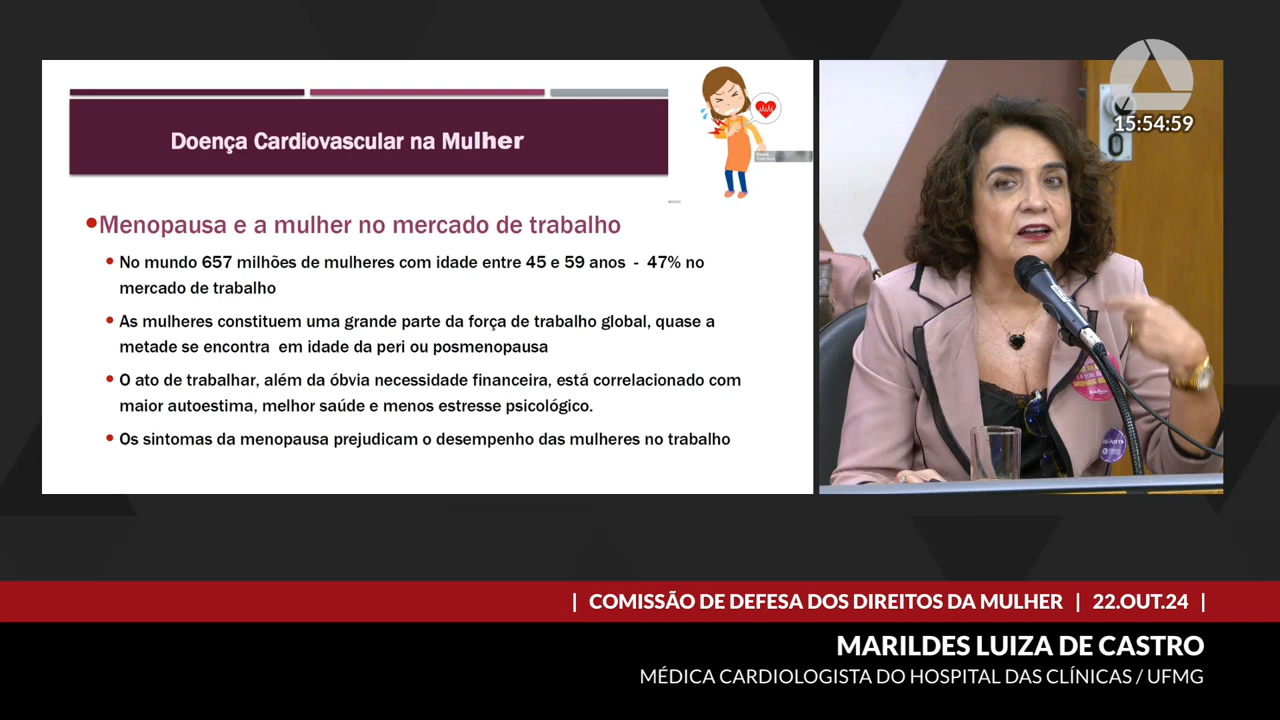 Doença Cardiovascular na Mulher
•Menopausa e a mulher no mercado de trabalho
• No mundo 657 milhões de mulheres com idade entre 45 e 59 anos - 47% no
mercado de trabalho
• As mulheres constituem uma grande parte da força de trabalho global, quase a
metade se encontra em idade da peri ou posmenopausa
• O ato de trabalhar, além da óbvia necessidade financeira, está correlacionado com
maior autoestima, melhor saúde e menos estresse psicológico.
• Os sintomas da menopausa prejudicam o desempenho das mulheres no trabalho
15:54:59
| COMISSÃO DE DEFESA DOS DIREITOS DA MULHER | 22.OUT.24 |
MARILDES LUIZA DE CASTRO
MÉDICA CARDIOLOGISTA DO HOSPITAL DAS CLÍNICAS / UFMG